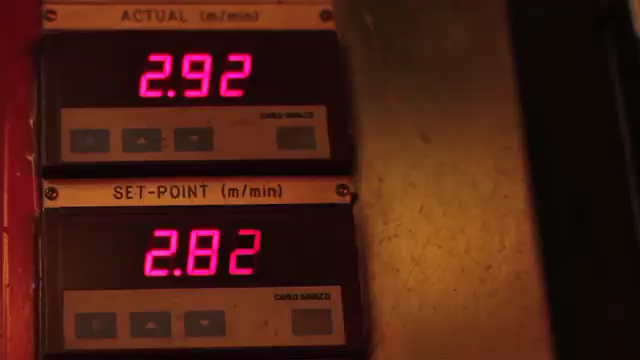 ACTUAL (m/min)
2.92
CARLO GAVAZZI
SET-POINT (m/min)
2.82
CARLO GAVAZZI
S